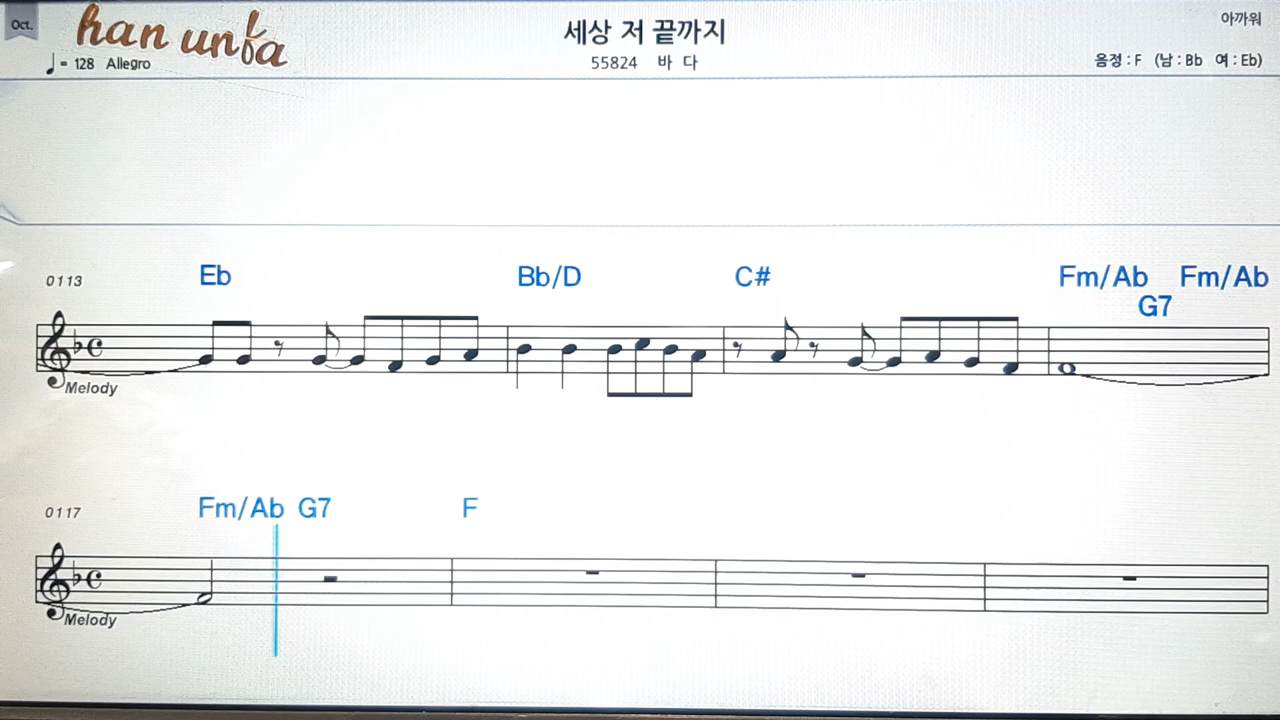 Oct.
han unba
♩ = 128 Allegro
세상 저 끝까지
55824 바 다
아까워
음정 : F (남 : Bb 여 : Eb)
0113
Eb Bb/D C# Fm/Ab Fm/Ab
G7
Melody
0117
Fm/Ab G7 F
Melody